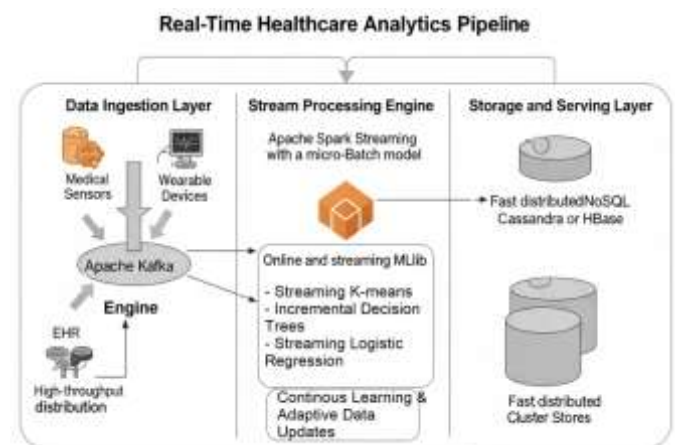 Real-Time Healthcare Analytics Pipeline
Data Ingestion Layer
Medical
Sensors
Wearable
Devices
Apache Kafka
Engine
EHR
High-throughput
distribution
Stream Processing Engine
Apache Spark Streaming
with a micro-Batch model
Online and streaming MLlib
- Streaming K-means
- Incremental Decision
Trees
- Streaming Logistic
Regression
Continous Learning &
Adaptive Data
Updates
Storage and Serving Layer
Fast distributedNoSQL
Cassandra or HBase
Fast distributed
Cluster Stores